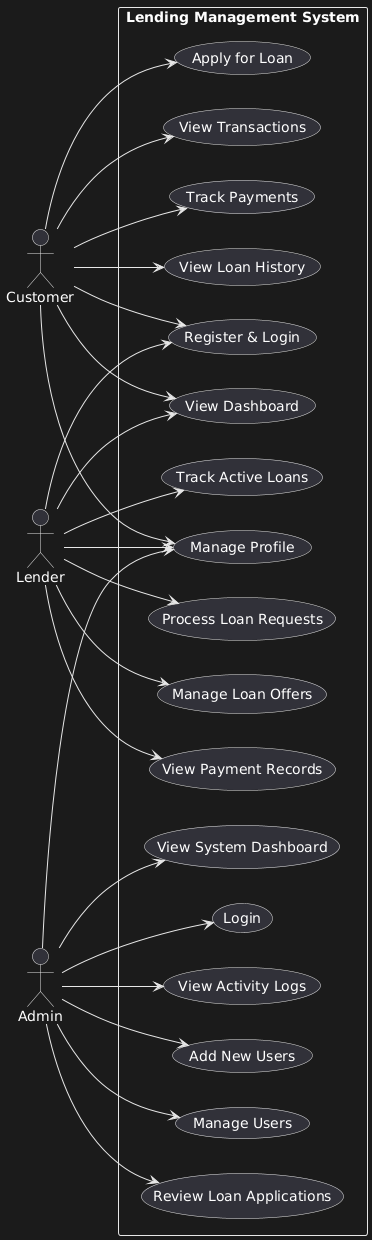 Lending Management System
Apply for Loan
View Transactions
Track Payments
View Loan History
Customer
Register & Login
View Dashboard
Track Active Loans
Manage Profile
Lender
Process Loan Requests
Manage Loan Offers
View Payment Records
View System Dashboard
Login
View Activity Logs
Admin
Add New Users
Manage Users
Review Loan Applications